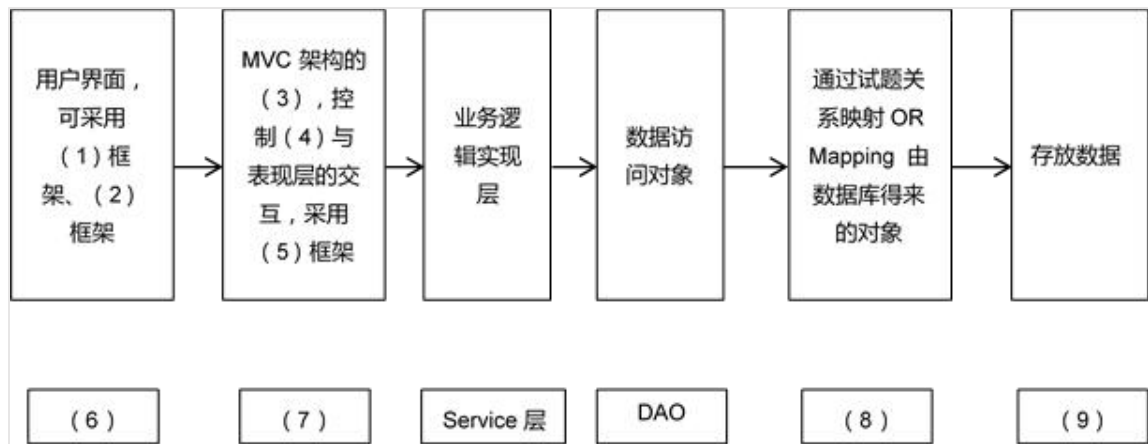 用户界面，
可采用
（1）框
架、（2）
框架
MVC 架构的
（3），控
制（4）与
表现层的交
互，采用
（5）框架
业务逻
辑实现
层
数据访
问对象
通过试题关
系映射 OR
Mapping 由
数据库得来
的对象
存放数据
（6）
（7）
Service 层
DAO
（8）
（9）